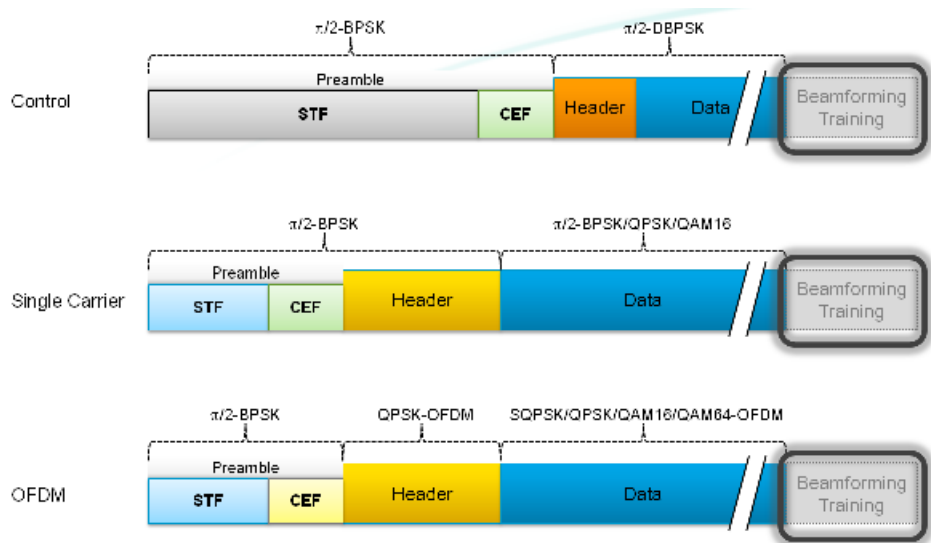 π/2-BPSK π/2-DBPSK
Preamble
Control
STF CEF Header Data Beamforming
Training
π/2-BPSK π/2-BPSK/QPSK/QAM16
Preamble
Single Carrier
STF CEF Header Data Beamforming
Training
π/2-BPSK QPSK-OFDM SQPSK/QPSK/QAM16/QAM64-OFDM
Preamble
OFDM
STF CEF Header Data Beamforming
Training